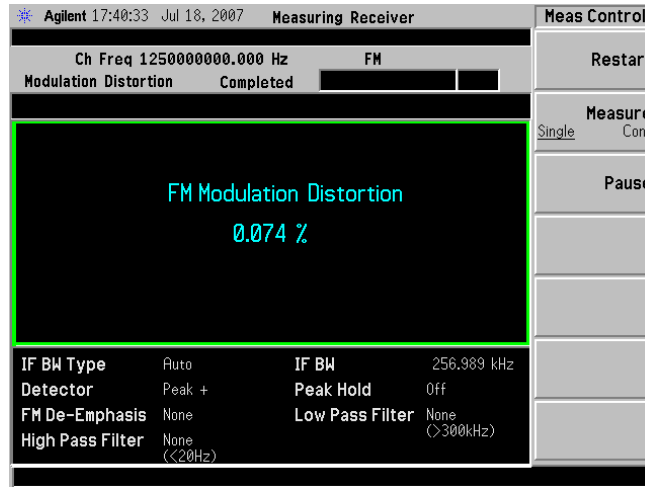 Agilent 17:40:33 Jul 18, 2007 Measuring Receiver
Meas Control
Ch Freq 1250000000.000 Hz FM
Modulation Distortion Completed
Restar
Measure
Single Con
Pause
FM Modulation Distortion
0.074 %
IF BW Type Auto IF BW 256.989 kHz
Detector Peak + Peak Hold Off
FM De-Emphasis None Low Pass Filter None
(>300kHz)
High Pass Filter None
(<20Hz)